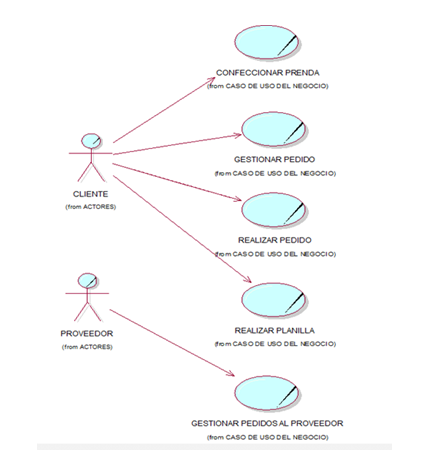 CONFECCIONAR PRENDA
(from CASO DE USO DEL NEGOCIO)
GESTIONAR PEDIDO
(from CASO DE USO DEL NEGOCIO)
CLIENTE
(from ACTORES)
REALIZAR PEDIDO
(from CASO DE USO DEL NEGOCIO)
PROVEEDOR
(from ACTORES)
REALIZAR PLANILLA
(from CASO DE USO DEL NEGOCIO)
GESTIONAR PEDIDOS AL PROVEEDOR
(from CASO DE USO DEL NEGOCIO)